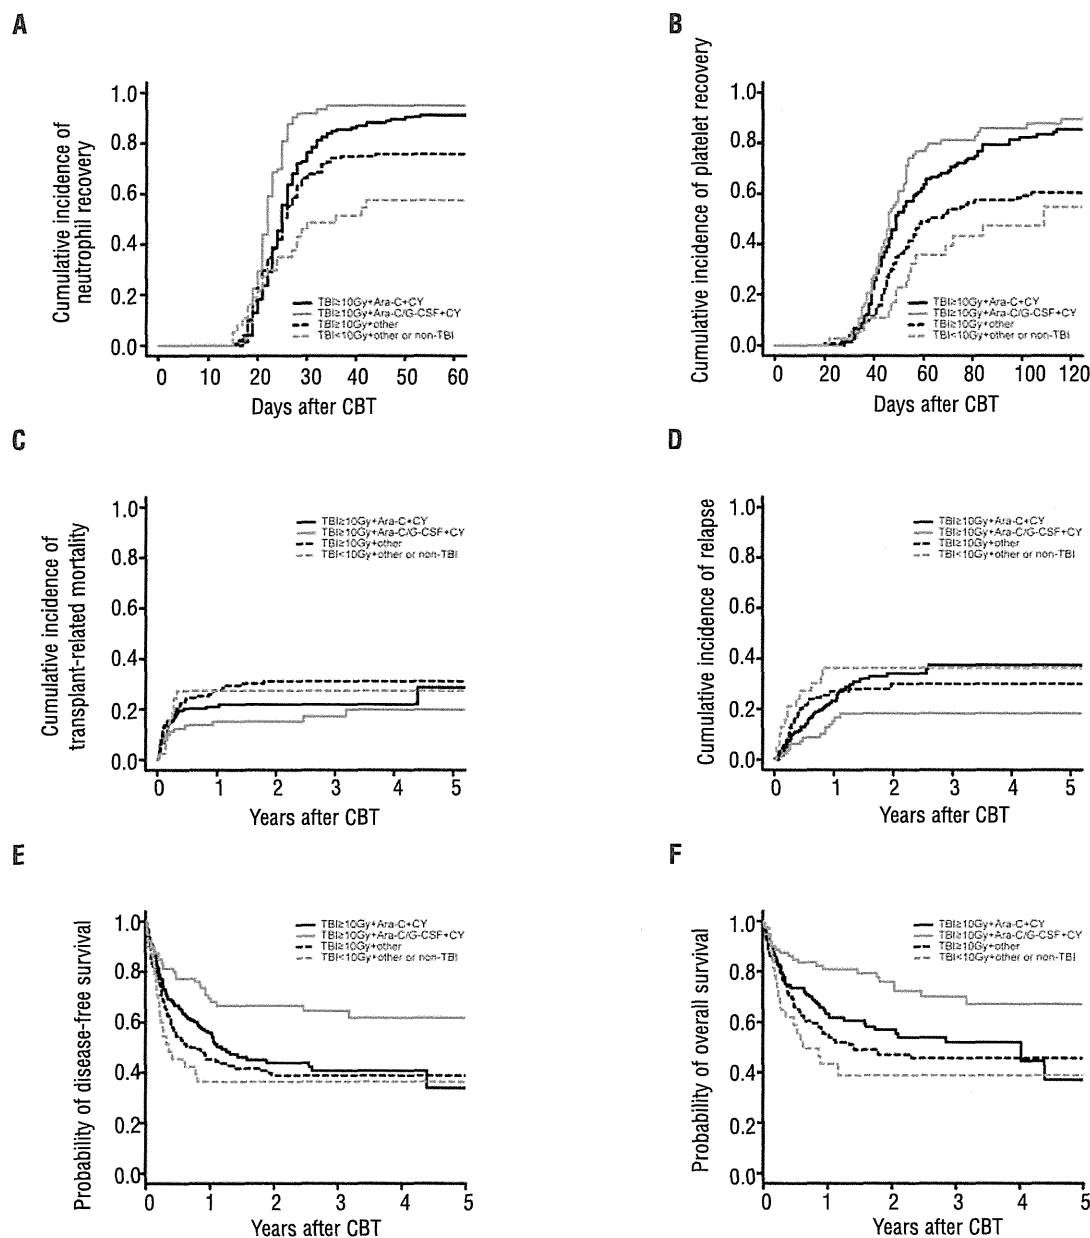 A
Cumulative incidence of
neutrophil recovery
1.0
0.8
0.6
0.4
0.2
0.0
TBI≥10Gy+Ara-C+CY
TBI≥10Gy+Ara-C/G-CSF+CY
TBI≥10Gy+other
TBI<10Gy+other or non-TBI
0 10 20 30 40 50 60
Days after CBT
B
Cumulative incidence of platelet recovery
1.0
0.8
0.6
0.4
0.2
0.0
TBI≥10Gy+Ara-C+CY
TBI≥10Gy+Ara-C/G-CSF+CY
TBI≥10Gy+other
TBI<10Gy+other or non-TBI
0 20 40 60 80 100 120
Days after CBT
C
Cumulative incidence of
transplant-related mortality
1.0
0.8
0.6
0.4
0.2
0.0
TBI≥10Gy+Ara-C+CY
TBI≥10Gy+Ara-C/G-CSF+CY
TBI≥10Gy+other
TBI<10Gy+other or non-TBI
0 1 2 3 4 5
Years after CBT
D
Cumulative incidence of relapse
1.0
0.8
0.6
0.4
0.2
0.0
TBI≥10Gy+Ara-C+CY
TBI≥10Gy+Ara-C/G-CSF+CY
TBI≥10Gy+other
TBI<10Gy+other or non-TBI
0 1 2 3 4 5
Years after CBT
E
Probability of disease-free survival
1.0
0.8
0.6
0.4
0.2
0.0
TBI≥10Gy+Ara-C+CY
TBI≥10Gy+Ara-C/G-CSF+CY
TBI≥10Gy+other
TBI<10Gy+other or non-TBI
0 1 2 3 4 5
Years after CBT
F
Probability of overall survival
1.0
0.8
0.6
0.4
0.2
0.0
TBI≥10Gy+Ara-C+CY
TBI≥10Gy+Ara-C/G-CSF+CY
TBI≥10Gy+other
TBI<10Gy+other or non-TBI
0 1 2 3 4 5
Years after CBT